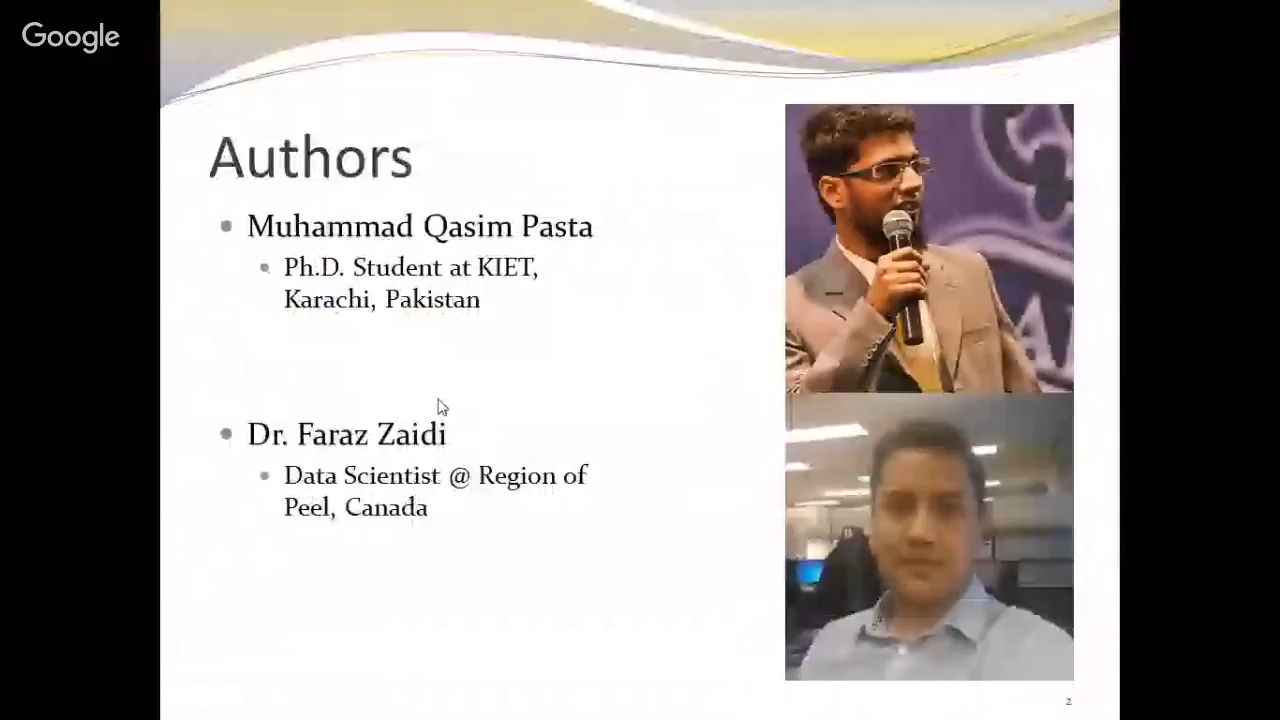 Google
Authors
Muhammad Qasim Pasta
Ph.D. Student at KIET,
Karachi, Pakistan
Dr. Faraz Zaidi
Data Scientist @ Region of
Peel, Canada
2